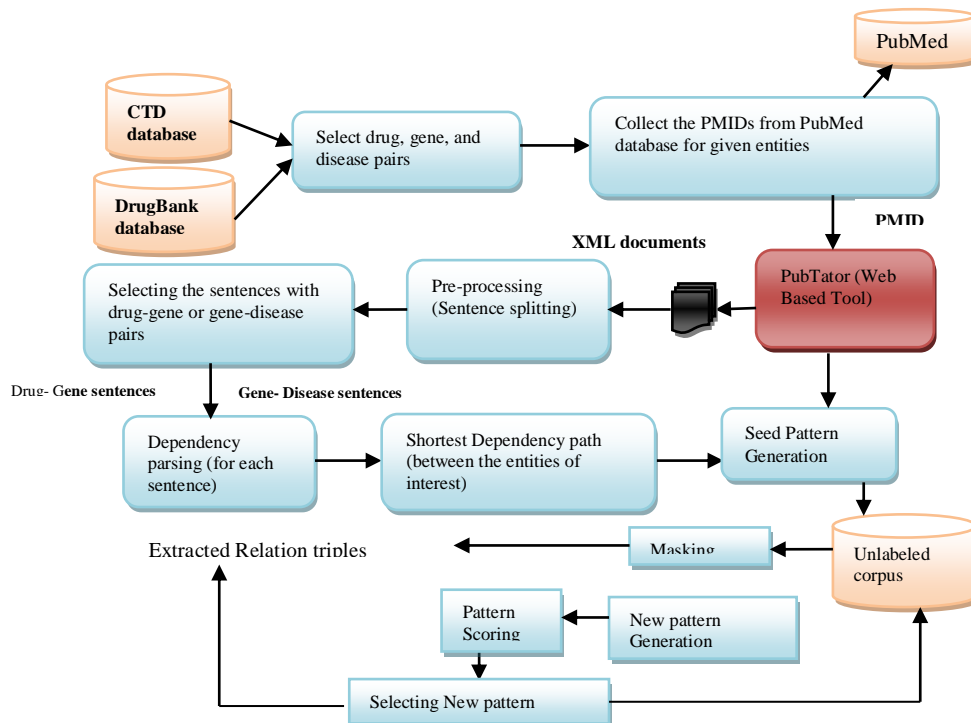 PubMed
CTD
database
DrugBank
database
Select drug, gene, and
disease pairs
Collect the PMIDs from PubMed
database for given entities
PMID
XML documents
PubTator (Web
Based Tool)
Pre-processing
(Sentence splitting)
Selecting the sentences with
drug-gene or gene-disease
pairs
Drug- Gene sentences
Gene- Disease sentences
Dependency
parsing (for each
sentence)
Shortest Dependency path
(between the entities of
interest)
Seed Pattern
Generation
Unlabeled
corpus
Masking
Extracted Relation triples
Pattern
Scoring
New pattern
Generation
Selecting New pattern